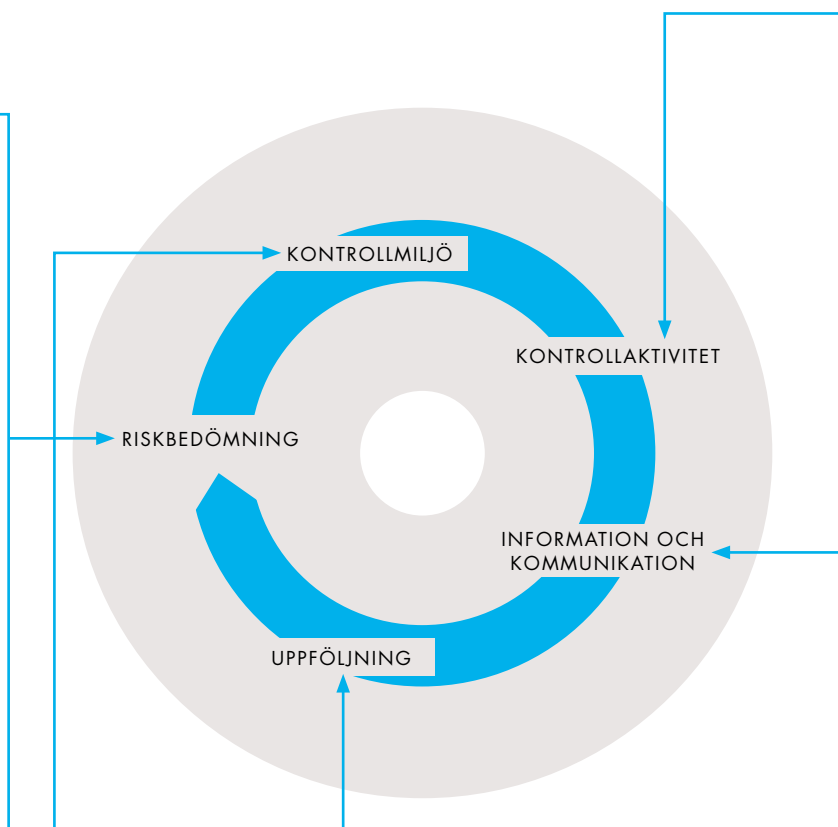 KONTROLLMILJÖ
KONTROLLAKTIVITET
RISKBEDÖMNING
INFORMATION OCH
KOMMUNIKATION
UPPFÖLJNING